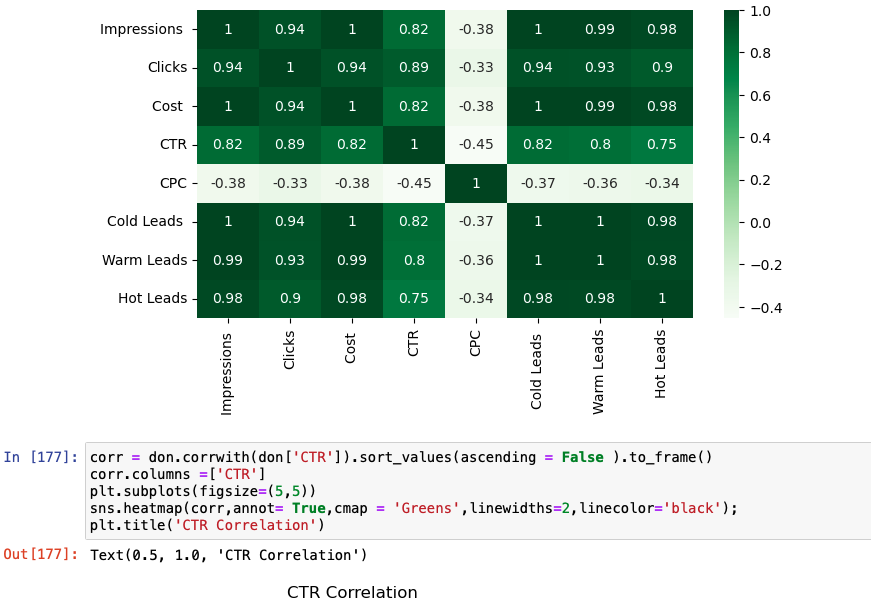 Impressions 1 0.94 1 0.82 -0.38 1 0.99 0.98
Clicks 0.94 1 0.94 0.89 -0.33 0.94 0.93 0.9
Cost 1 0.94 1 0.82 -0.38 1 0.99 0.98
CTR 0.82 0.89 0.82 1 -0.45 0.82 0.8 0.75
CPC -0.38 -0.33 -0.38 -0.45 1 -0.37 -0.36 -0.34
Cold Leads 1 0.94 1 0.82 -0.37 1 1 0.98
Warm Leads 0.99 0.93 0.99 0.8 -0.36 1 1 0.98
Hot Leads 0.98 0.9 0.98 0.75 -0.34 0.98 0.98 1
Impressions Clicks Cost CTR CPC Cold Leads Warm Leads Hot Leads
1.0
0.8
0.6
0.4
0.2
0.0
−0.2
−0.4
In [177]: corr = don.corrwith(don['CTR']).sort_values(ascending = False ).to_frame()
corr.columns =['CTR']
plt.subplots(figsize=(5,5))
sns.heatmap(corr,annot= True,cmap = 'Greens',linewidths=2,linecolor='black');
plt.title('CTR Correlation')
Out[177]: Text(0.5, 1.0, 'CTR Correlation')
CTR Correlation